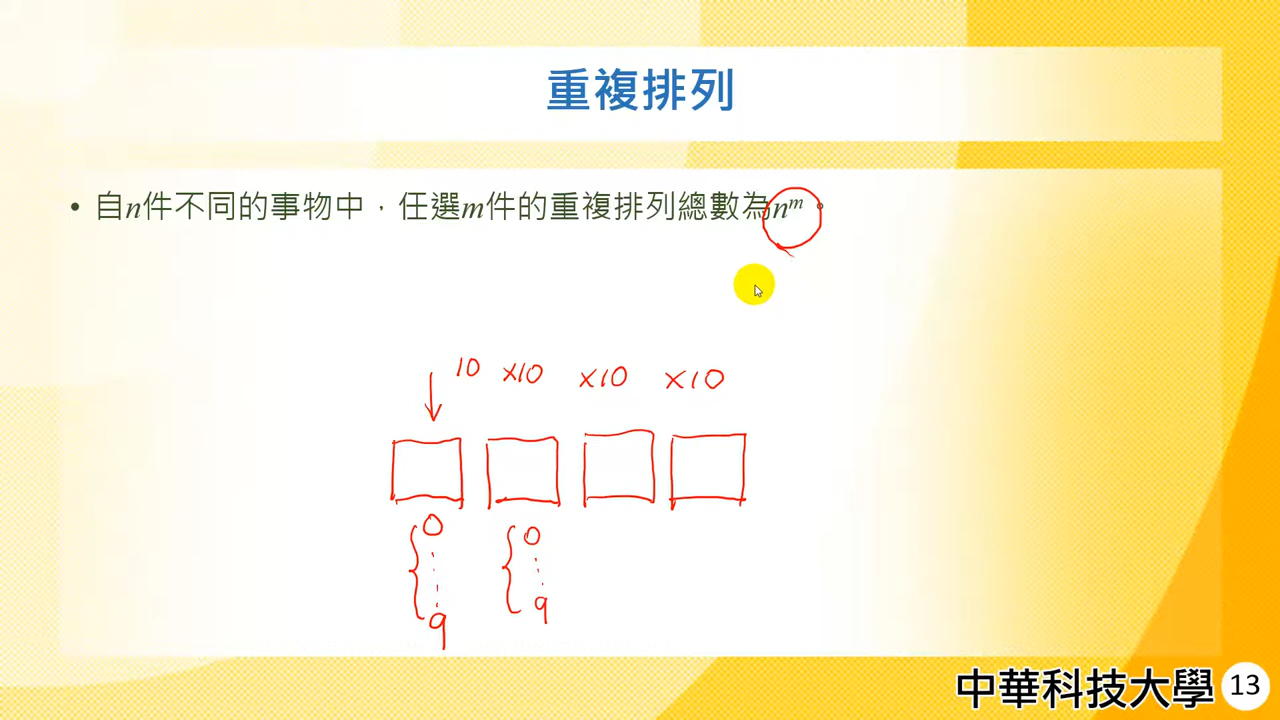 重複排列
• 自n件不同的事物中，任選m件的重複排列總數為nᵐ。
10 ×10 ×10 ×10
0 0
9 9
中華科技大學 13